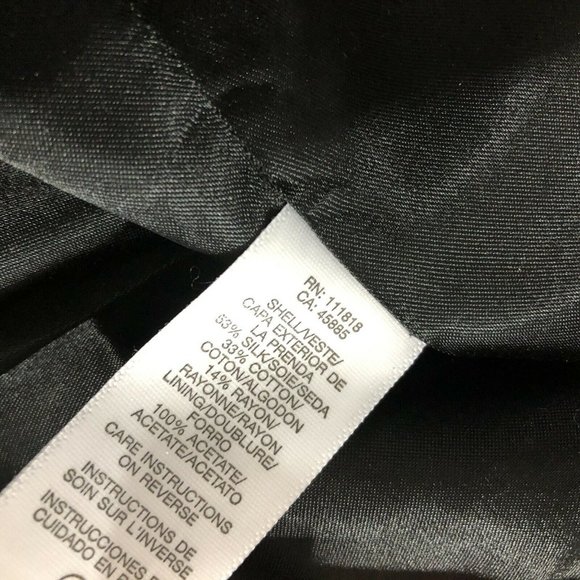 RN: 111818
CA: 45885
SHELL/VESTE/
CAPA EXTERIOR DE
LA PRENDA
53% SILK/SOIE/SEDA
33% COTTON/
COTON/ALGODON
14% RAYON/
RAYONNE/RAYON
LINING/DOUBLURE/
FORRO
100% ACETATE/
ACETATE/ACETATO
CARE INSTRUCTIONS
ON REVERSE
INSTRUCTIONS DE
SOIN SUR L'INVERSE
INSTRUCCIONES DE
CUIDADO EN